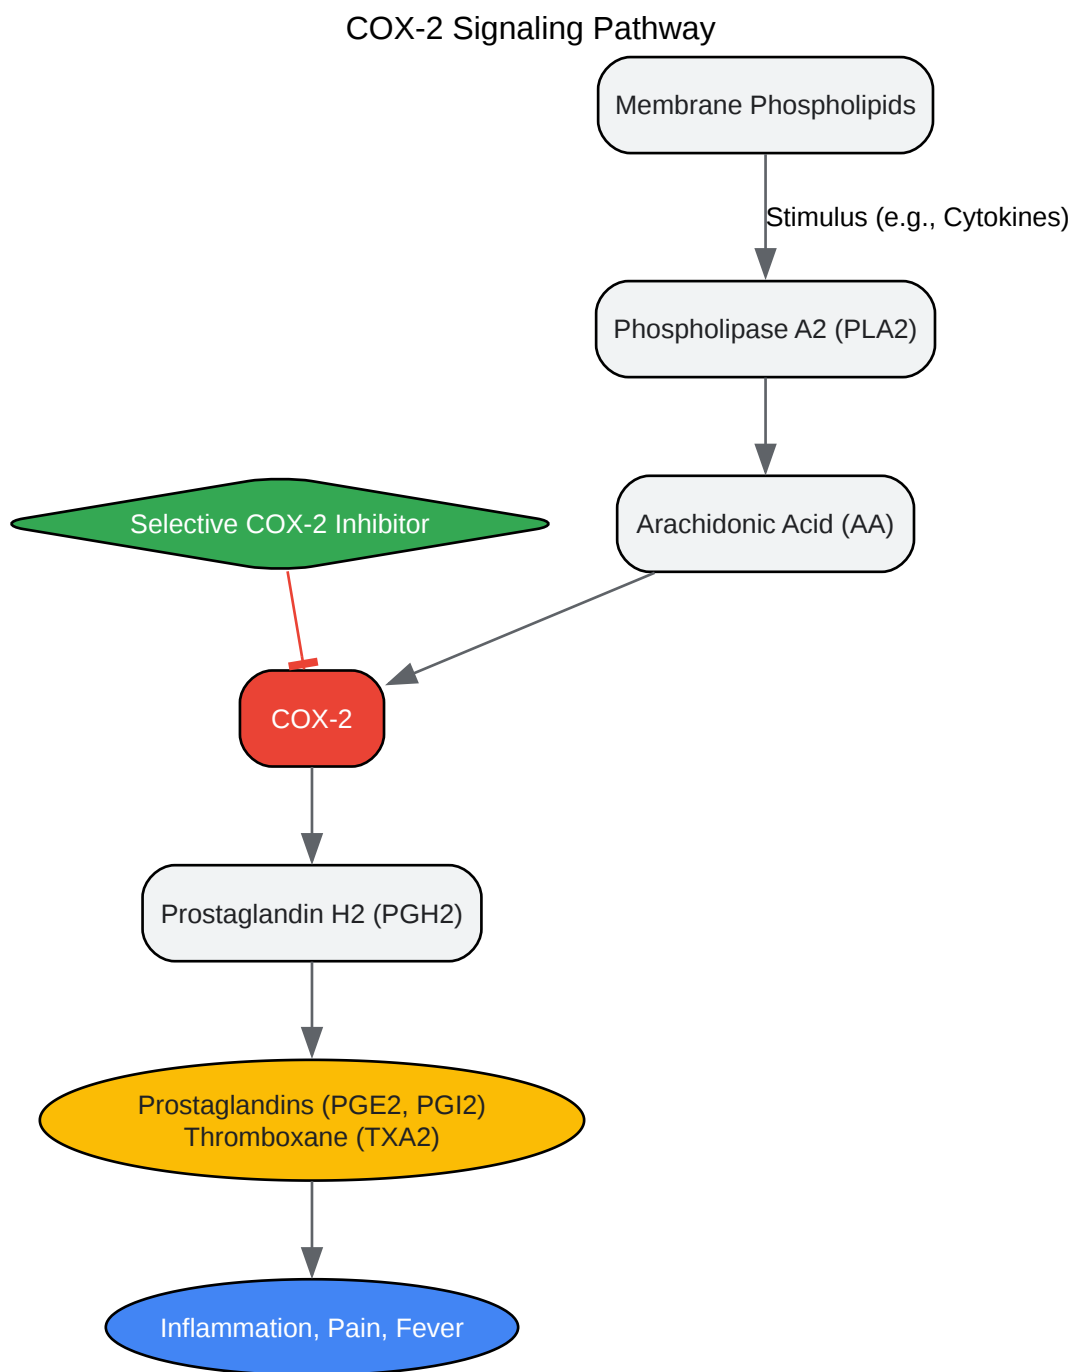 COX-2 Signaling Pathway
Membrane Phospholipids
Stimulus (e.g., Cytokines)
Phospholipase A2 (PLA2)
Selective COX-2 Inhibitor
Arachidonic Acid (AA)
COX-2
Prostaglandin H2 (PGH2)
Prostaglandins (PGE2, PGI2)
Thromboxane (TXA2)
Inflammation, Pain, Fever